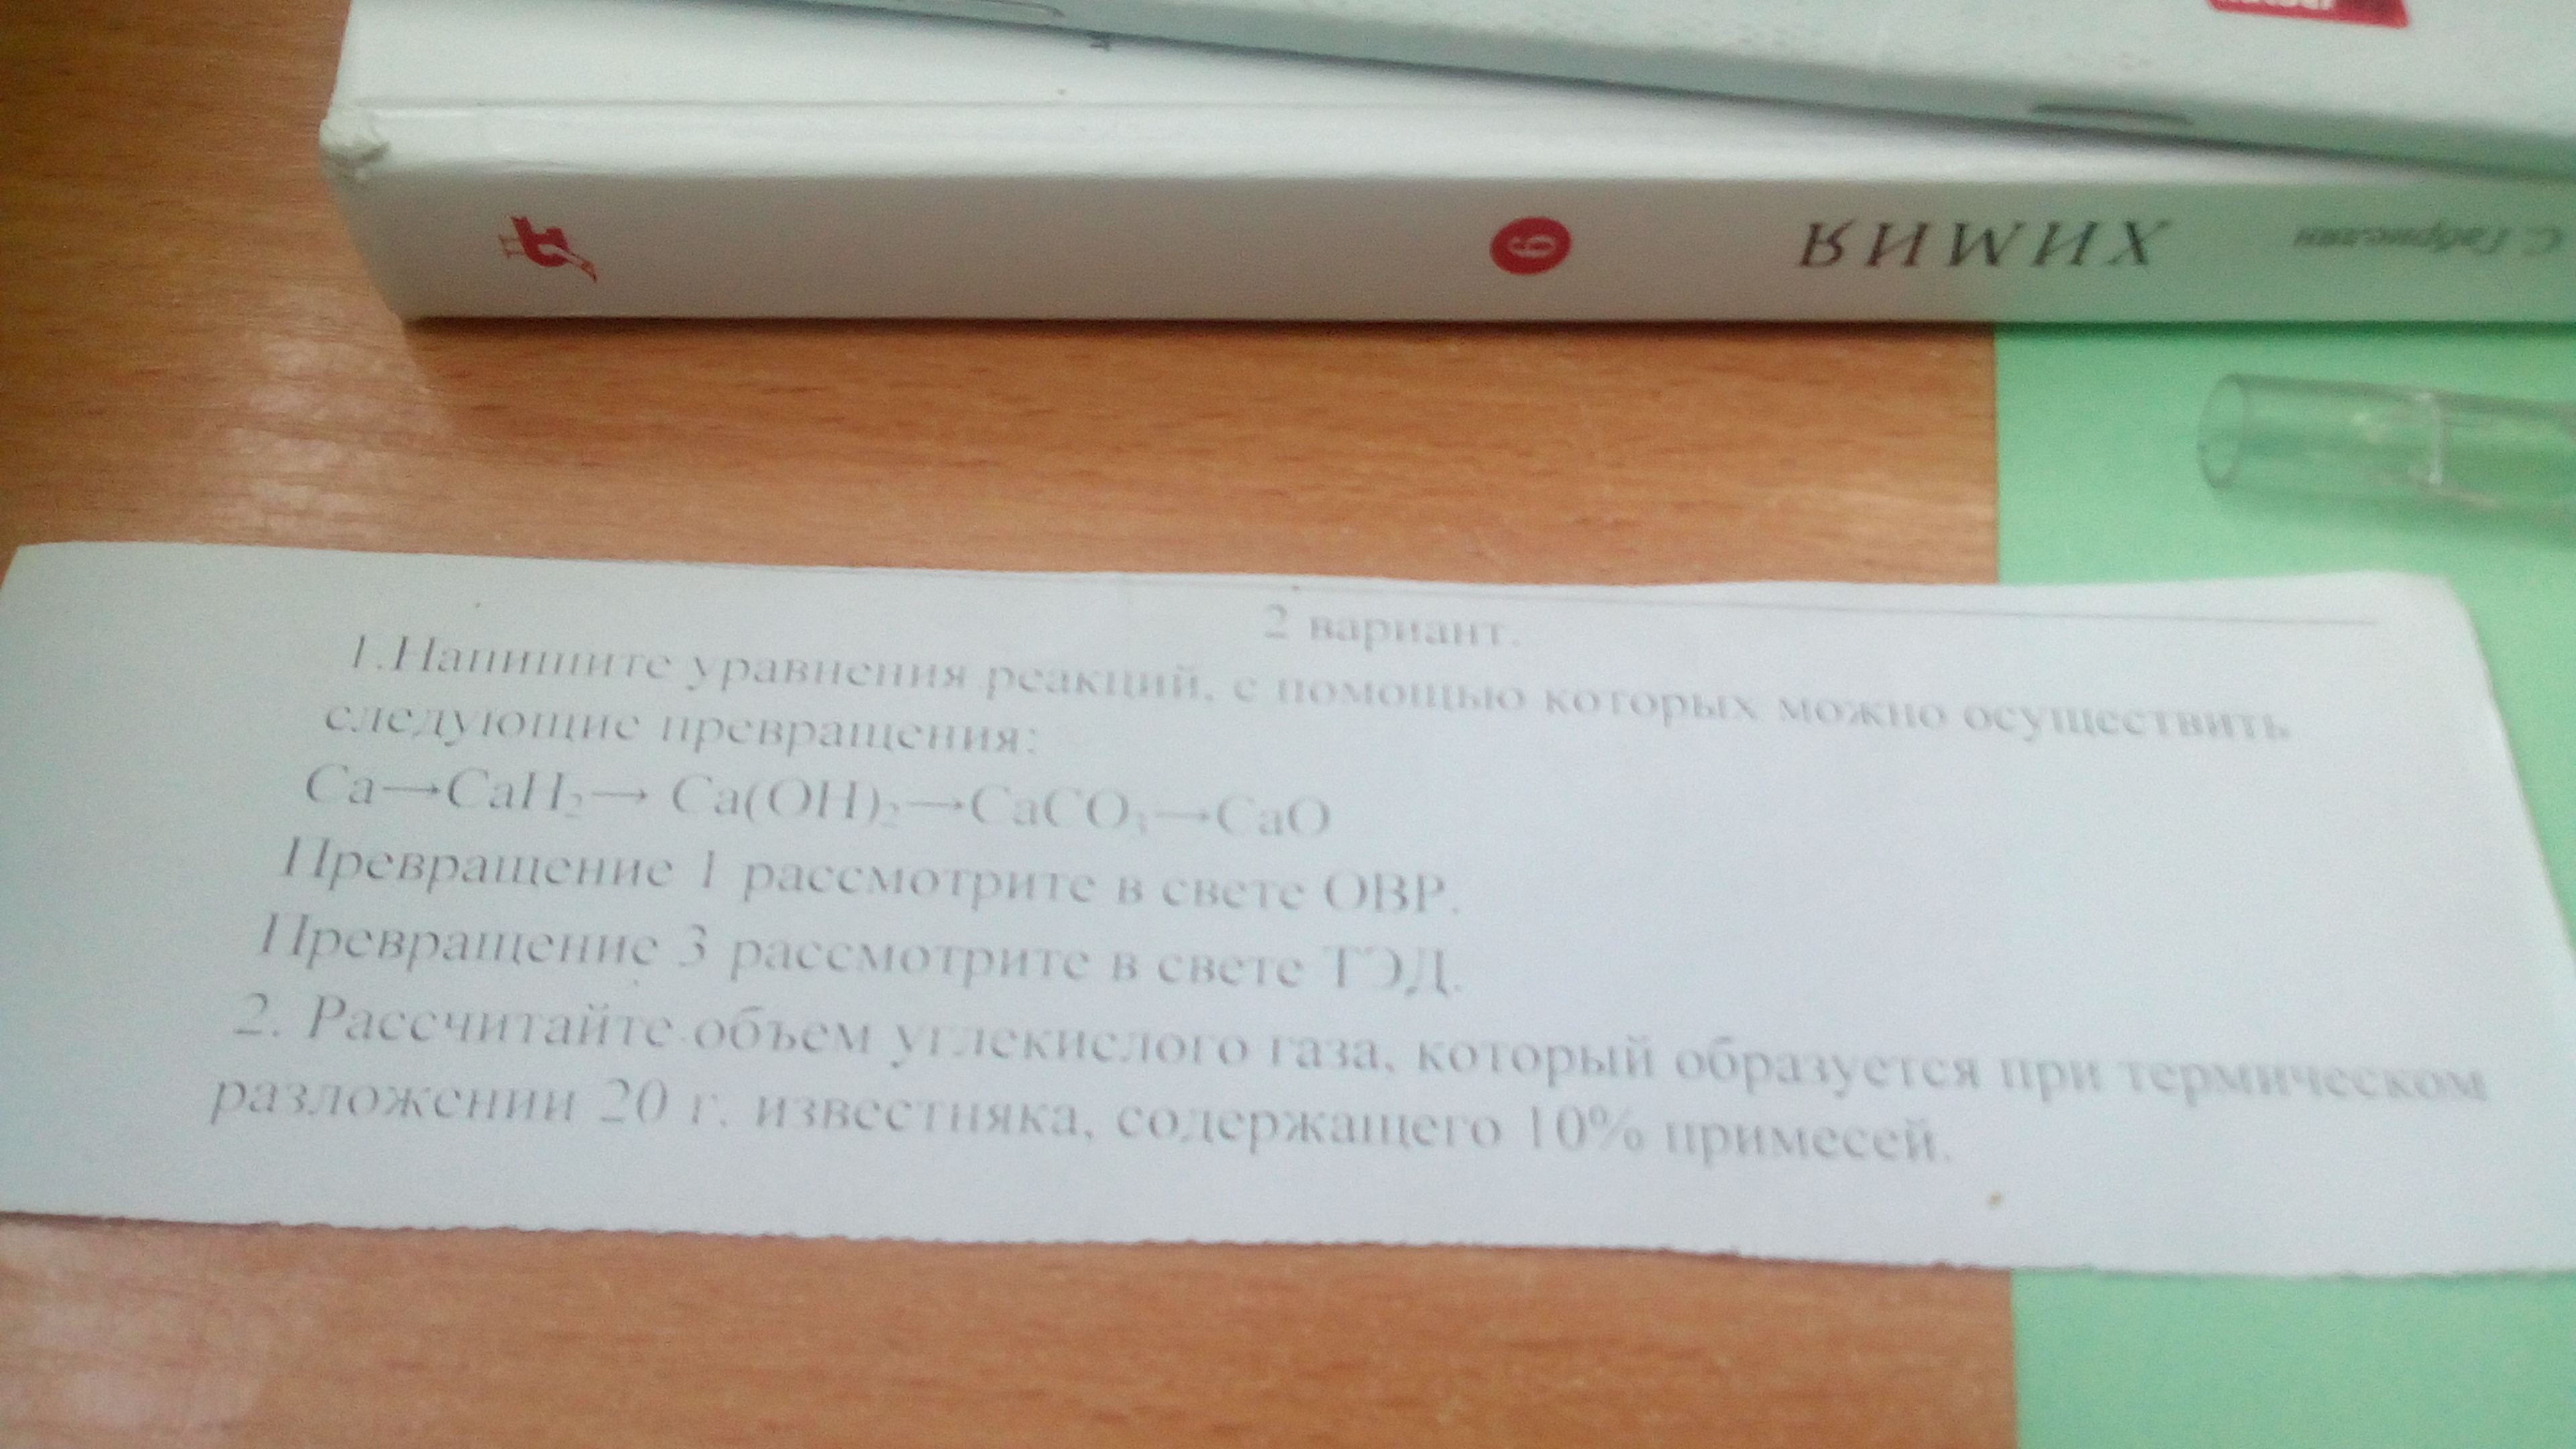 С. Габриелян ХИМИЯ 9
2 вариант.
1.Напишите уравнения реакций, с помощью которых можно осуществить
следующие превращения:
Ca→CaH₂→ Ca(OH)₂→CaCO₃→CaO
Превращение 1 рассмотрите в свете ОВР.
Превращение 3 рассмотрите в свете ТЭД.
2. Рассчитайте объем углекислого газа, который образуется при термическом
разложении 20 г. известняка, содержащего 10% примесей.